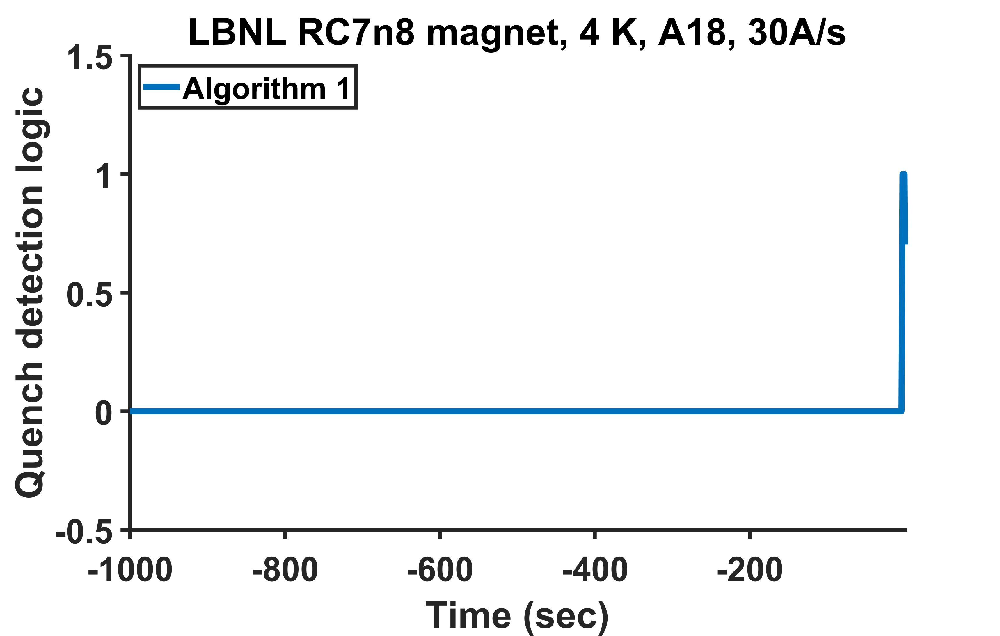 LBNL RC7n8 magnet, 4 K, A18, 30A/s
1.5
Algorithm 1
1
0.5
0
-0.5
Quench detection logic
-1000 -800 -600 -400 -200
Time (sec)